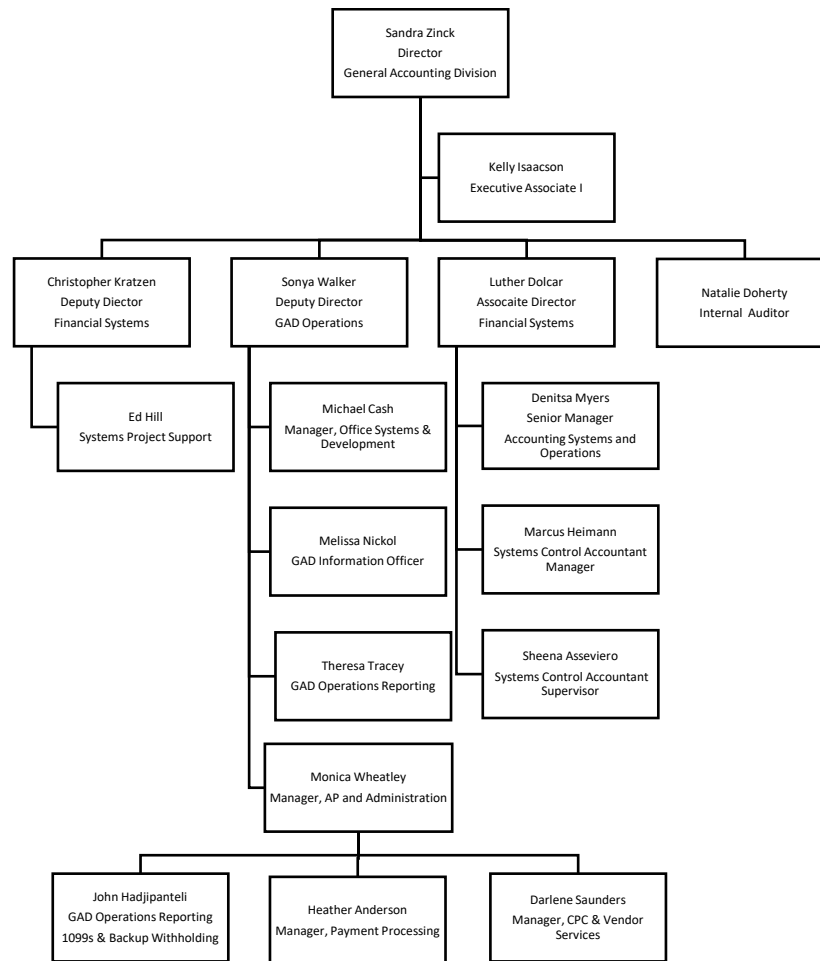 Sandra Zinck
Director
General Accounting Division
Kelly Isaacson
Executive Associate I
Christopher Kratzen
Deputy Diector
Financial Systems
Sonya Walker
Deputy Director
GAD Operations
Luther Dolcar
Assocaite Director
Financial Systems
Natalie Doherty
Internal Auditor
Ed Hill
Systems Project Support
Michael Cash
Manager, Office Systems &
Development
Denitsa Myers
Senior Manager
Accounting Systems and
Operations
Melissa Nickol
GAD Information Officer
Marcus Heimann
Systems Control Accountant
Manager
Theresa Tracey
GAD Operations Reporting
Sheena Asseviero
Systems Control Accountant
Supervisor
Monica Wheatley
Manager, AP and Administration
John Hadjipanteli
GAD Operations Reporting
1099s & Backup Withholding
Heather Anderson
Manager, Payment Processing
Darlene Saunders
Manager, CPC & Vendor
Services